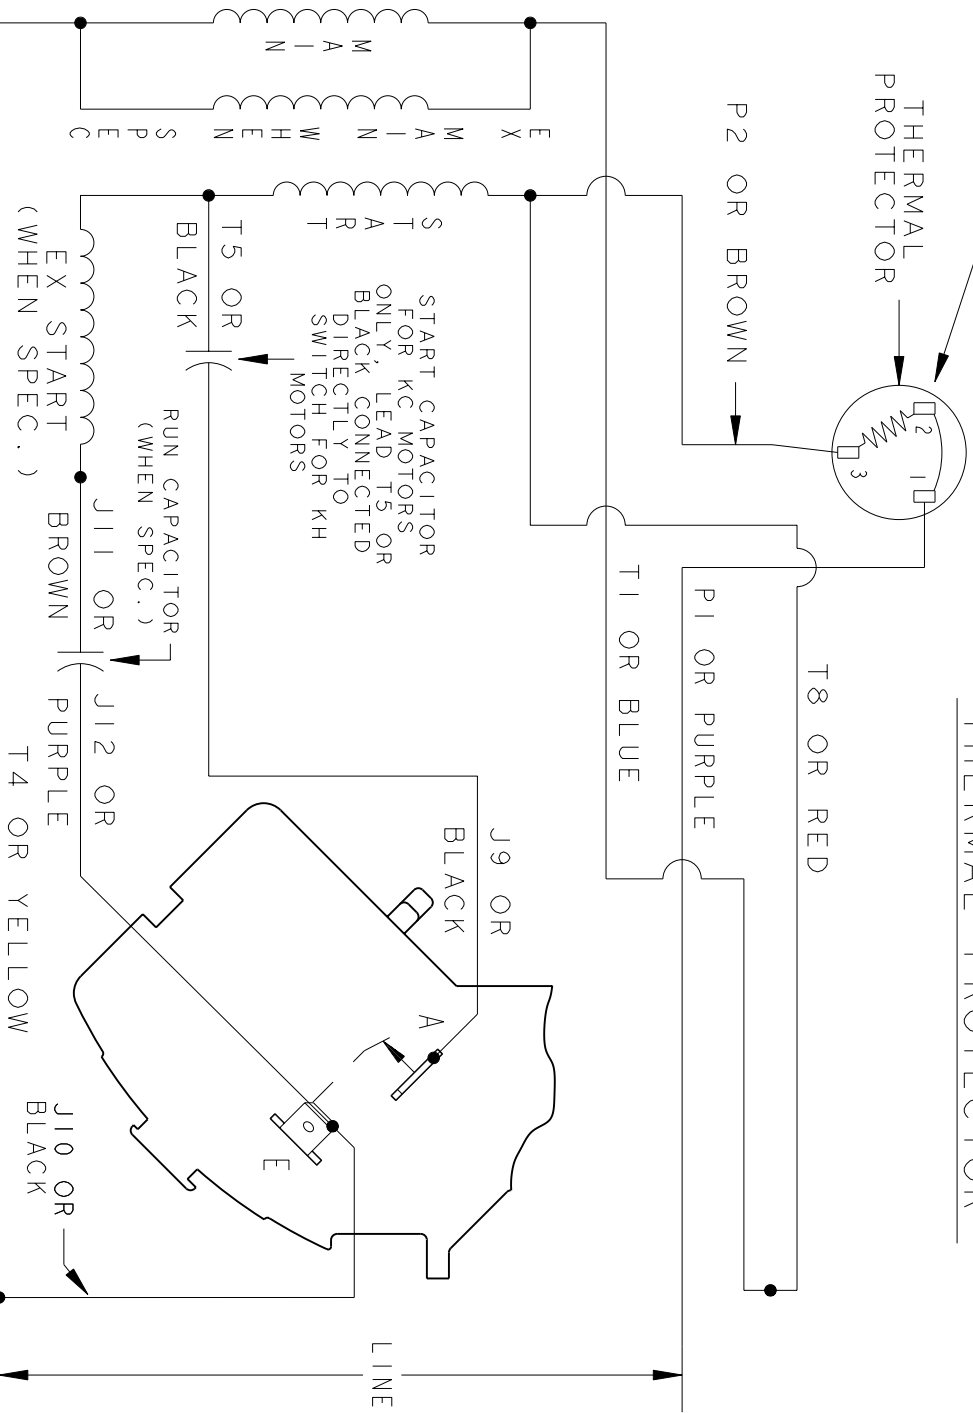 THERMAL PROTECTOR
THERMAL
PROTECTOR
2
3
1
P2 OR BROWN
T8 OR RED
P1 OR PURPLE
T1 OR BLUE
MAIN
EX MAIN WHEN SPEC
START
T5 OR
BLACK
START CAPACITOR
FOR KC MOTORS
ONLY, LEAD T5 OR
BLACK CONNECTED
DIRECTLY TO
SWITCH FOR KH
MOTORS
J9 OR
BLACK
A
E
LINE
EX START
(WHEN SPEC.)
RUN CAPACITOR
(WHEN SPEC.)
J11 OR
BROWN
J12 OR
PURPLE
T4 OR YELLOW
J10 OR
BLACK